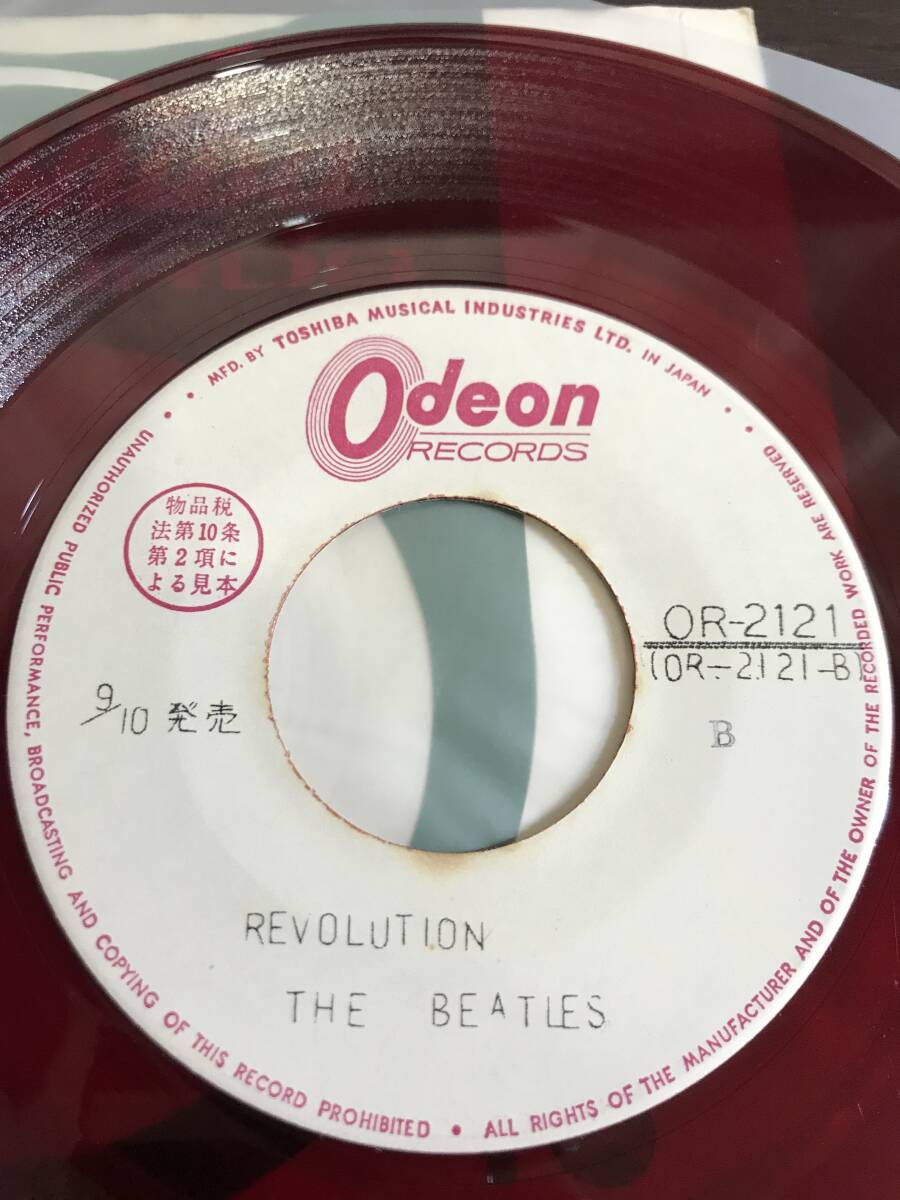 MFD. BY TOSHIBA MUSICAL INDUSTRIES LTD. IN JAPAN
Odeon
RECORDS
物品税
法第10条
第2項に
よる見本
OR-2121
(OR-2121-B)
9/10 発売
B
REVOLUTION
THE BEATLES
UNAUTHORIZED PUBLIC PERFORMANCE, BROADCASTING AND COPYING OF THIS RECORD PROHIBITED • ALL RIGHTS OF THE MANUFACTURER AND OF THE OWNER OF THE RECORDED WORK ARE RESERVED